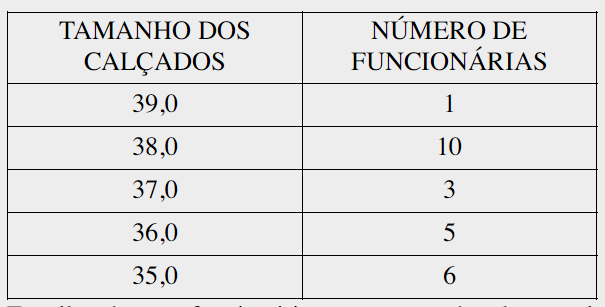 TAMANHO DOS CALÇADOS
NÚMERO DE FUNCIONÁRIAS
39,0 1
38,0 10
37,0 3
36,0 5
35,0 6